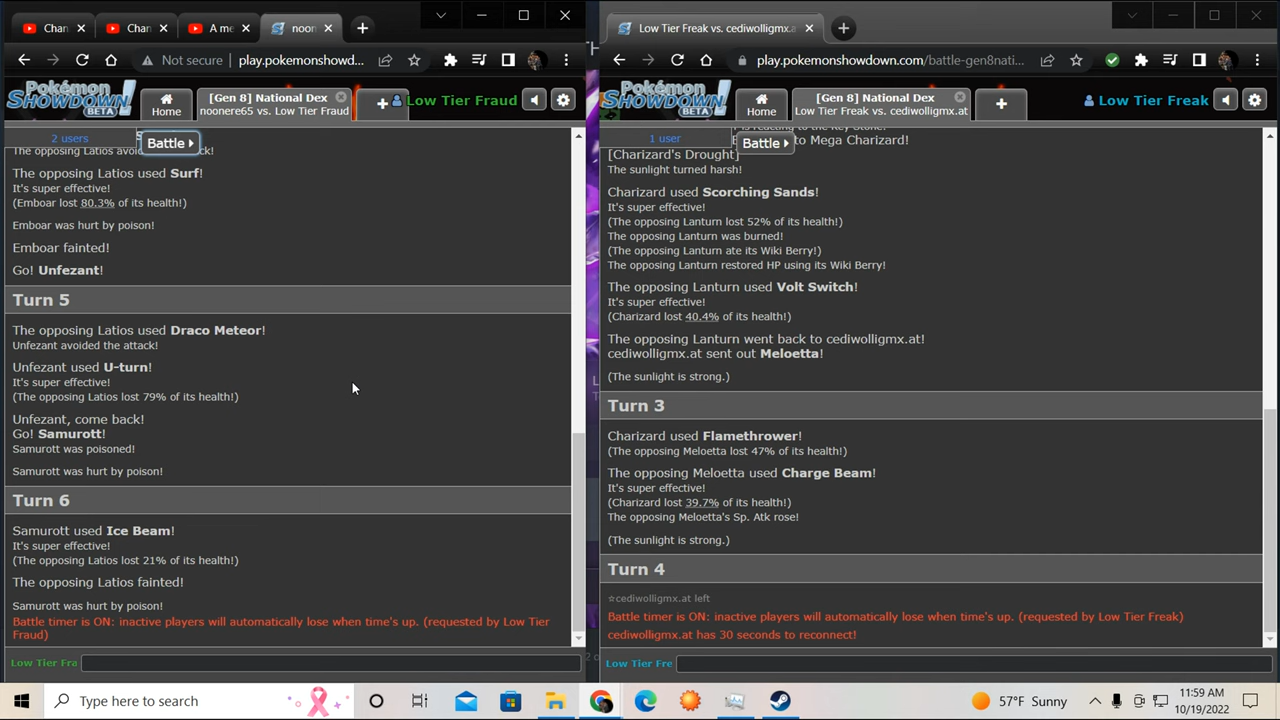 Chan
Chan
A me
noon
Low Tier Freak vs. cediwolligmx.a
Not secure
play.pokemonshowd...
play.pokemonshowdown.com/battle-gen8nati...
Pokémon
SHOWDOWN!
BETA
Home
[Gen 8] National Dex
noonere65 vs. Low Tier Fraud
Low Tier Fraud
Pokémon
SHOWDOWN!
BETA
Home
[Gen 8] National Dex
Low Tier Freak vs. cediwolligmx.at
Low Tier Freak
2 users
Battle
The opposing Latios
The opposing Latios used Surf!
It's super effective!
(Emboar lost 80.3% of its health!)
Emboar was hurt by poison!
Emboar fainted!
Go! Unfezant!
Turn 5
The opposing Latios used Draco Meteor!
Unfezant avoided the attack!
Unfezant used U-turn!
It's super effective!
(The opposing Latios lost 79% of its health!)
Unfezant, come back!
Go! Samurott!
Samurott was poisoned!
Samurott was hurt by poison!
Turn 6
Samurott used Ice Beam!
It's super effective!
(The opposing Latios lost 21% of its health!)
The opposing Latios fainted!
Samurott was hurt by poison!
Battle timer is ON: inactive players will automatically lose when time's up. (requested by Low Tier
Fraud)
Low Tier Fra
1 user
Battle
is reacting to the Key Stone!
to Mega Charizard!
[Charizard's Drought]
The sunlight turned harsh!
Charizard used Scorching Sands!
It's super effective!
(The opposing Lanturn lost 52% of its health!)
The opposing Lanturn was burned!
(The opposing Lanturn ate its Wiki Berry!)
The opposing Lanturn restored HP using its Wiki Berry!
The opposing Lanturn used Volt Switch!
It's super effective!
(Charizard lost 40.4% of its health!)
The opposing Lanturn went back to cediwolligmx.at!
cediwolligmx.at sent out Meloetta!
(The sunlight is strong.)
Turn 3
Charizard used Flamethrower!
(The opposing Meloetta lost 47% of its health!)
The opposing Meloetta used Charge Beam!
It's super effective!
(Charizard lost 39.7% of its health!)
The opposing Meloetta's Sp. Atk rose!
(The sunlight is strong.)
Turn 4
☆cediwolligmx.at left
Battle timer is ON: inactive players will automatically lose when time's up. (requested by Low Tier Freak)
cediwolligmx.at has 30 seconds to reconnect!
Low Tier Fre
Type here to search
57°F Sunny
11:59 AM
10/19/2022